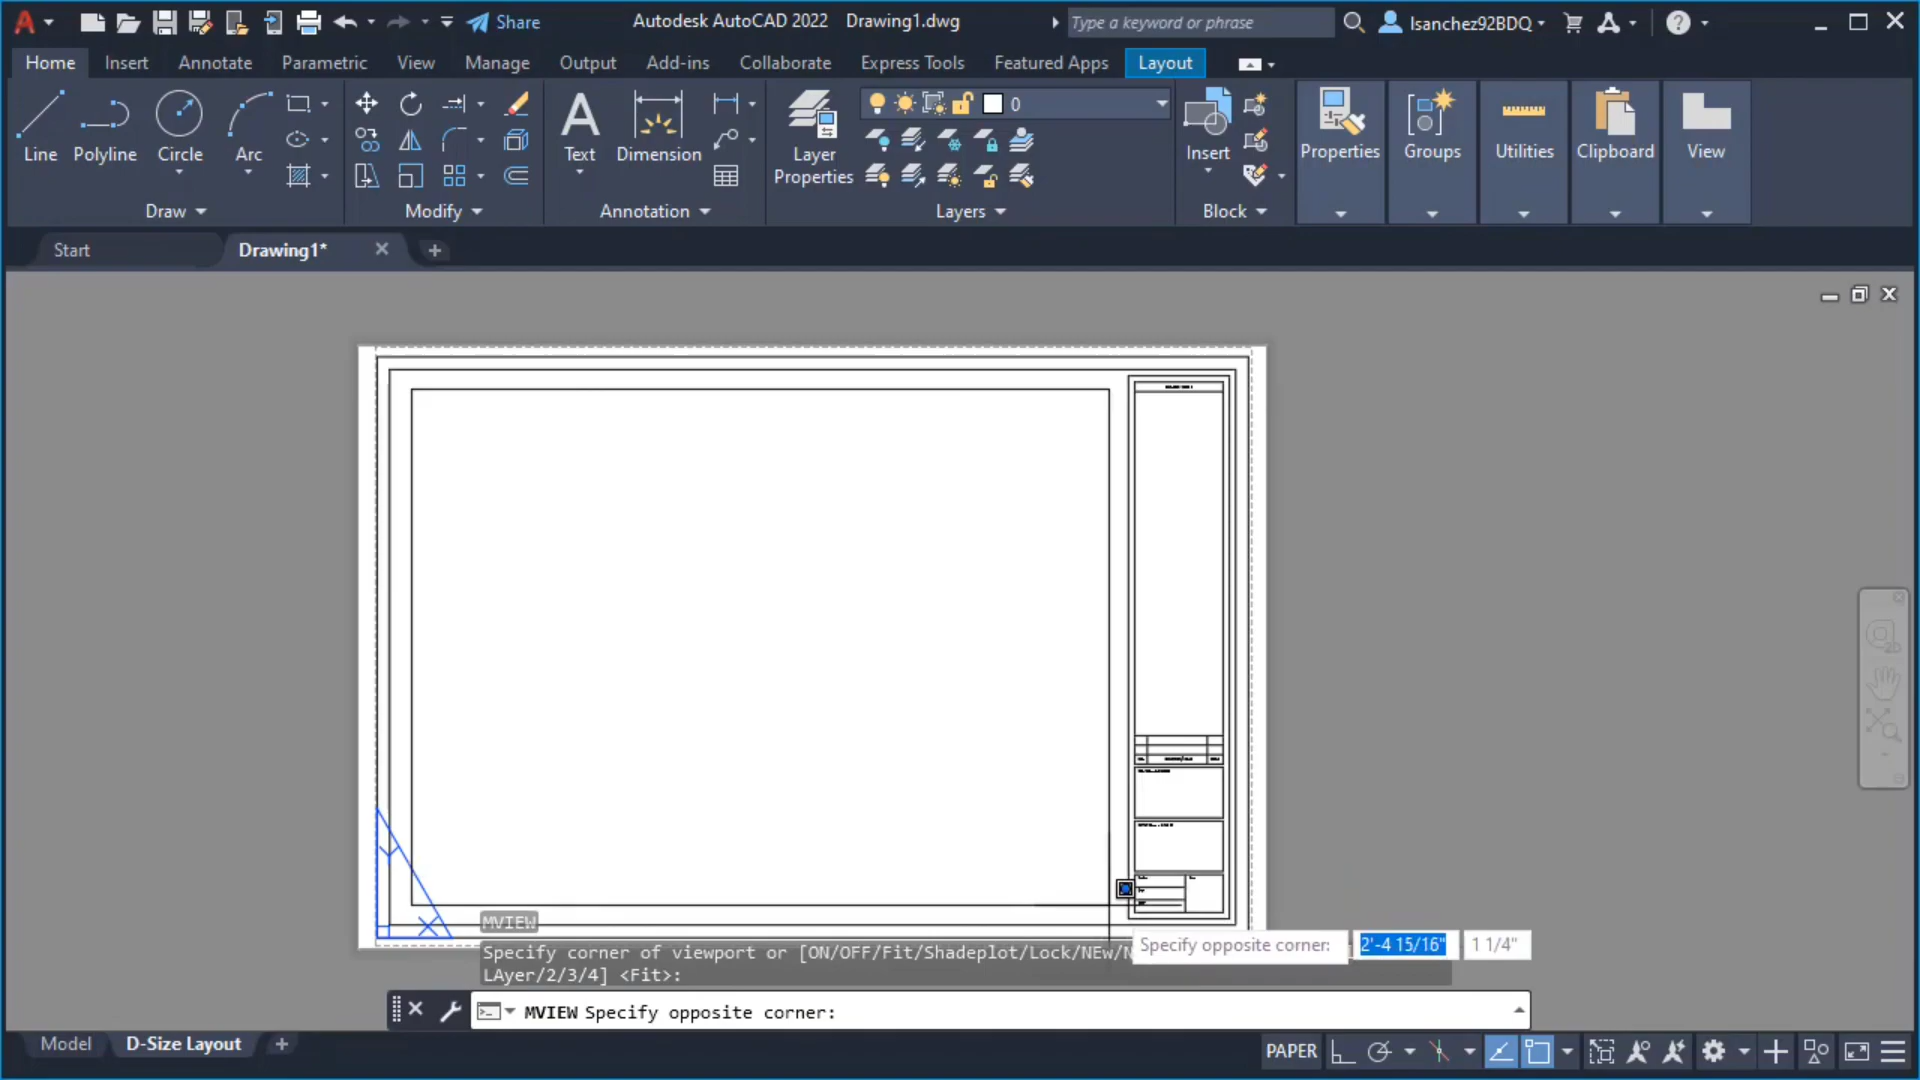 Share
Autodesk AutoCAD 2022 Drawing1.dwg
Type a keyword or phrase
lsanchez92BDQ
Home Insert Annotate Parametric View Manage Output Add-ins Collaborate Express Tools Featured Apps Layout
0
Line Polyline Circle Arc
Text Dimension
Layer Properties
Insert
Properties Groups Utilities Clipboard View
Draw Modify Annotation Layers Block
Start Drawing1*
Y
X
MVIEW
Specify corner of viewport or [ON/OFF/Fit/Shadeplot/Lock/NEW/N
LAyer/2/3/4] <Fit>:
Specify opposite corner: 2'-4 15/16" 1 1/4"
MVIEW Specify opposite corner:
Model D-Size Layout
PAPER